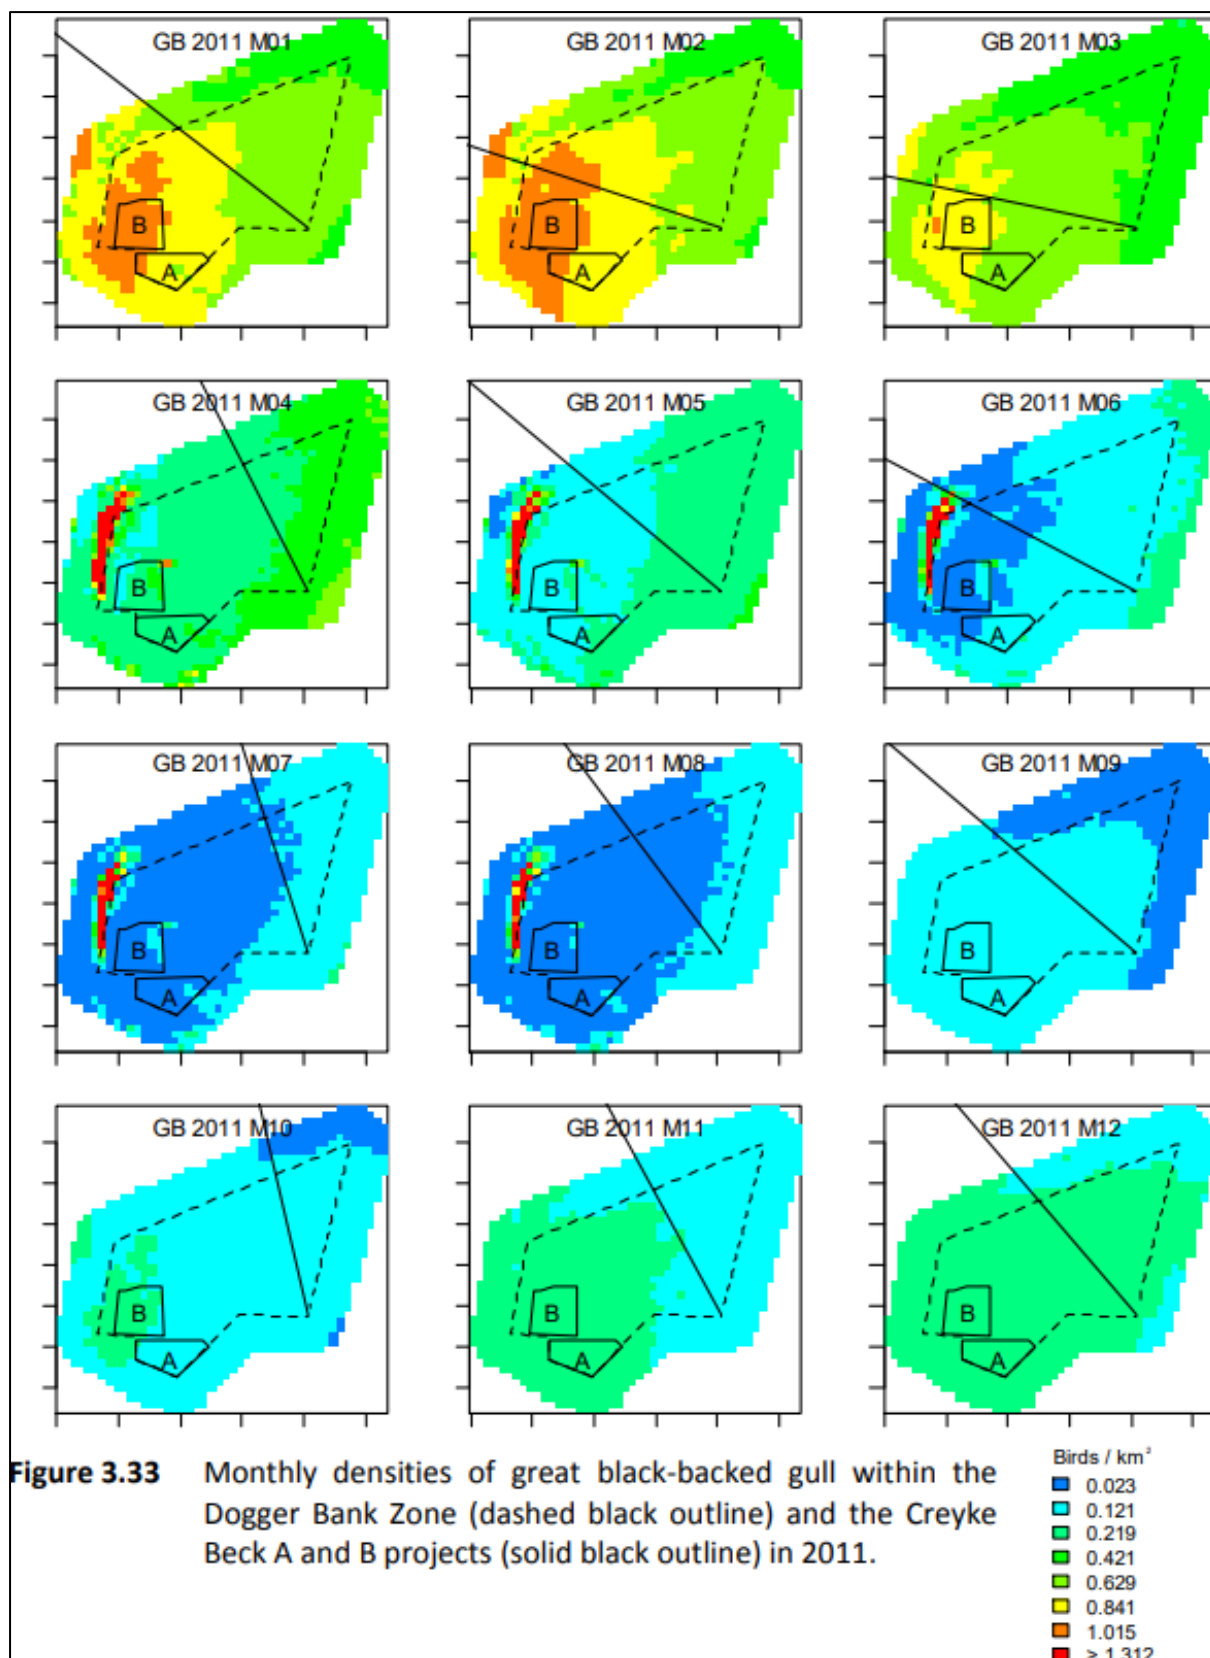 GB 2011 M01
GB 2011 M02
GB 2011 M03
B
A
B
A
B
A
GB 2011 M04
GB 2011 M05
GB 2011 M06
B
A
B
A
B
A
GB 2011 M07
GB 2011 M08
GB 2011 M09
B
A
B
A
B
A
GB 2011 M10
GB 2011 M11
GB 2011 M12
B
A
B
A
B
A
Figure 3.33 Monthly densities of great black-backed gull within the
Dogger Bank Zone (dashed black outline) and the Creyke
Beck A and B projects (solid black outline) in 2011.
Birds / km²
0.023
0.121
0.219
0.421
0.629
0.841
1.015
≥ 1.312